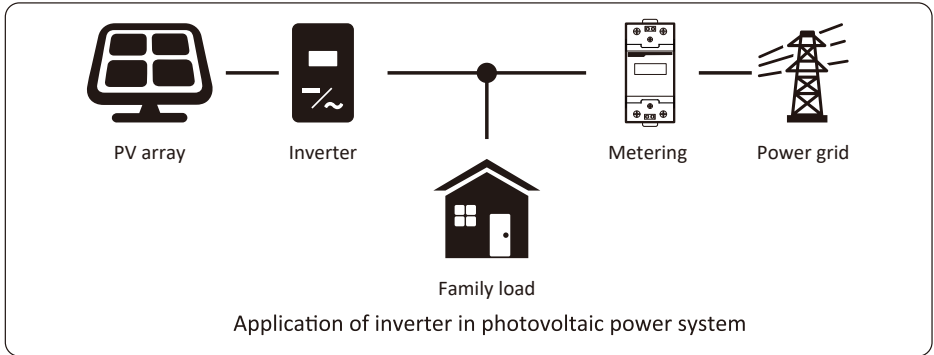 PV array
Inverter
Metering
Power grid
Family load
Application of inverter in photovoltaic power system